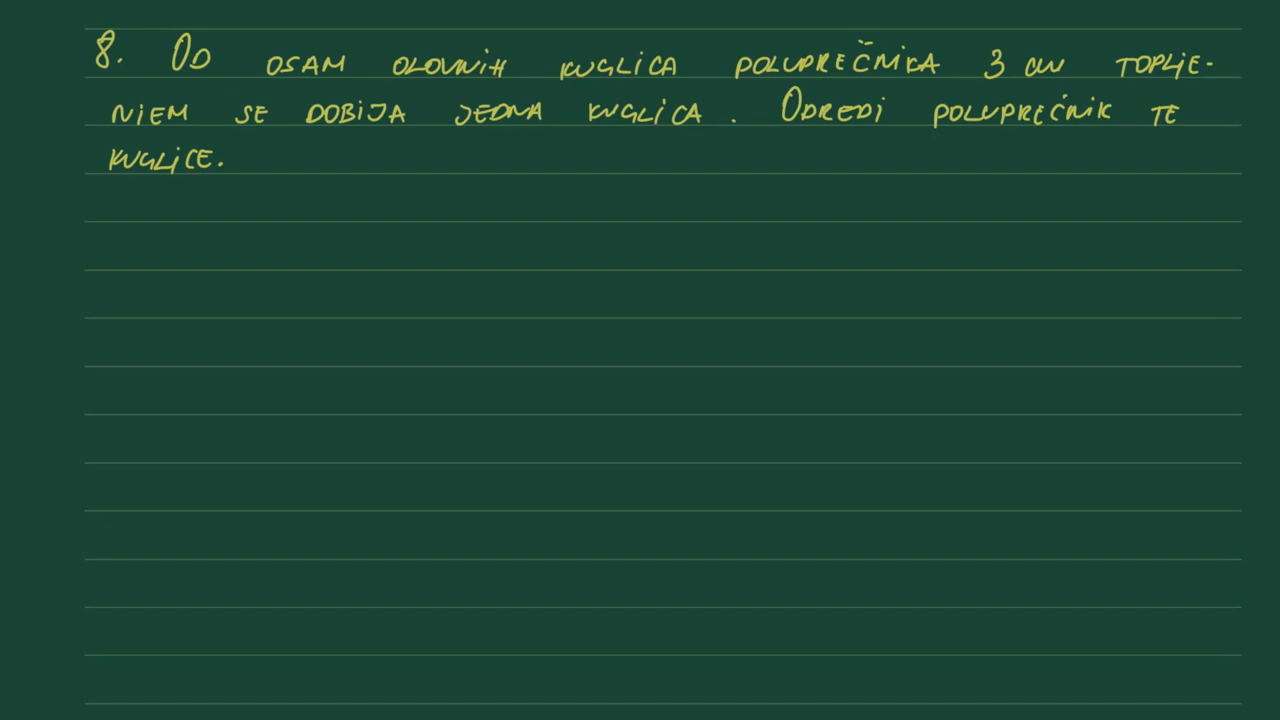 8. OD OSAM OLOVNIH KUGLICA POLUPREČNIKA 3 cm TOPLJE-
NJEM SE DOBIJA JEDNA KUGLICA. ODREDI POLUPREČNIK TE
KUGLICE.